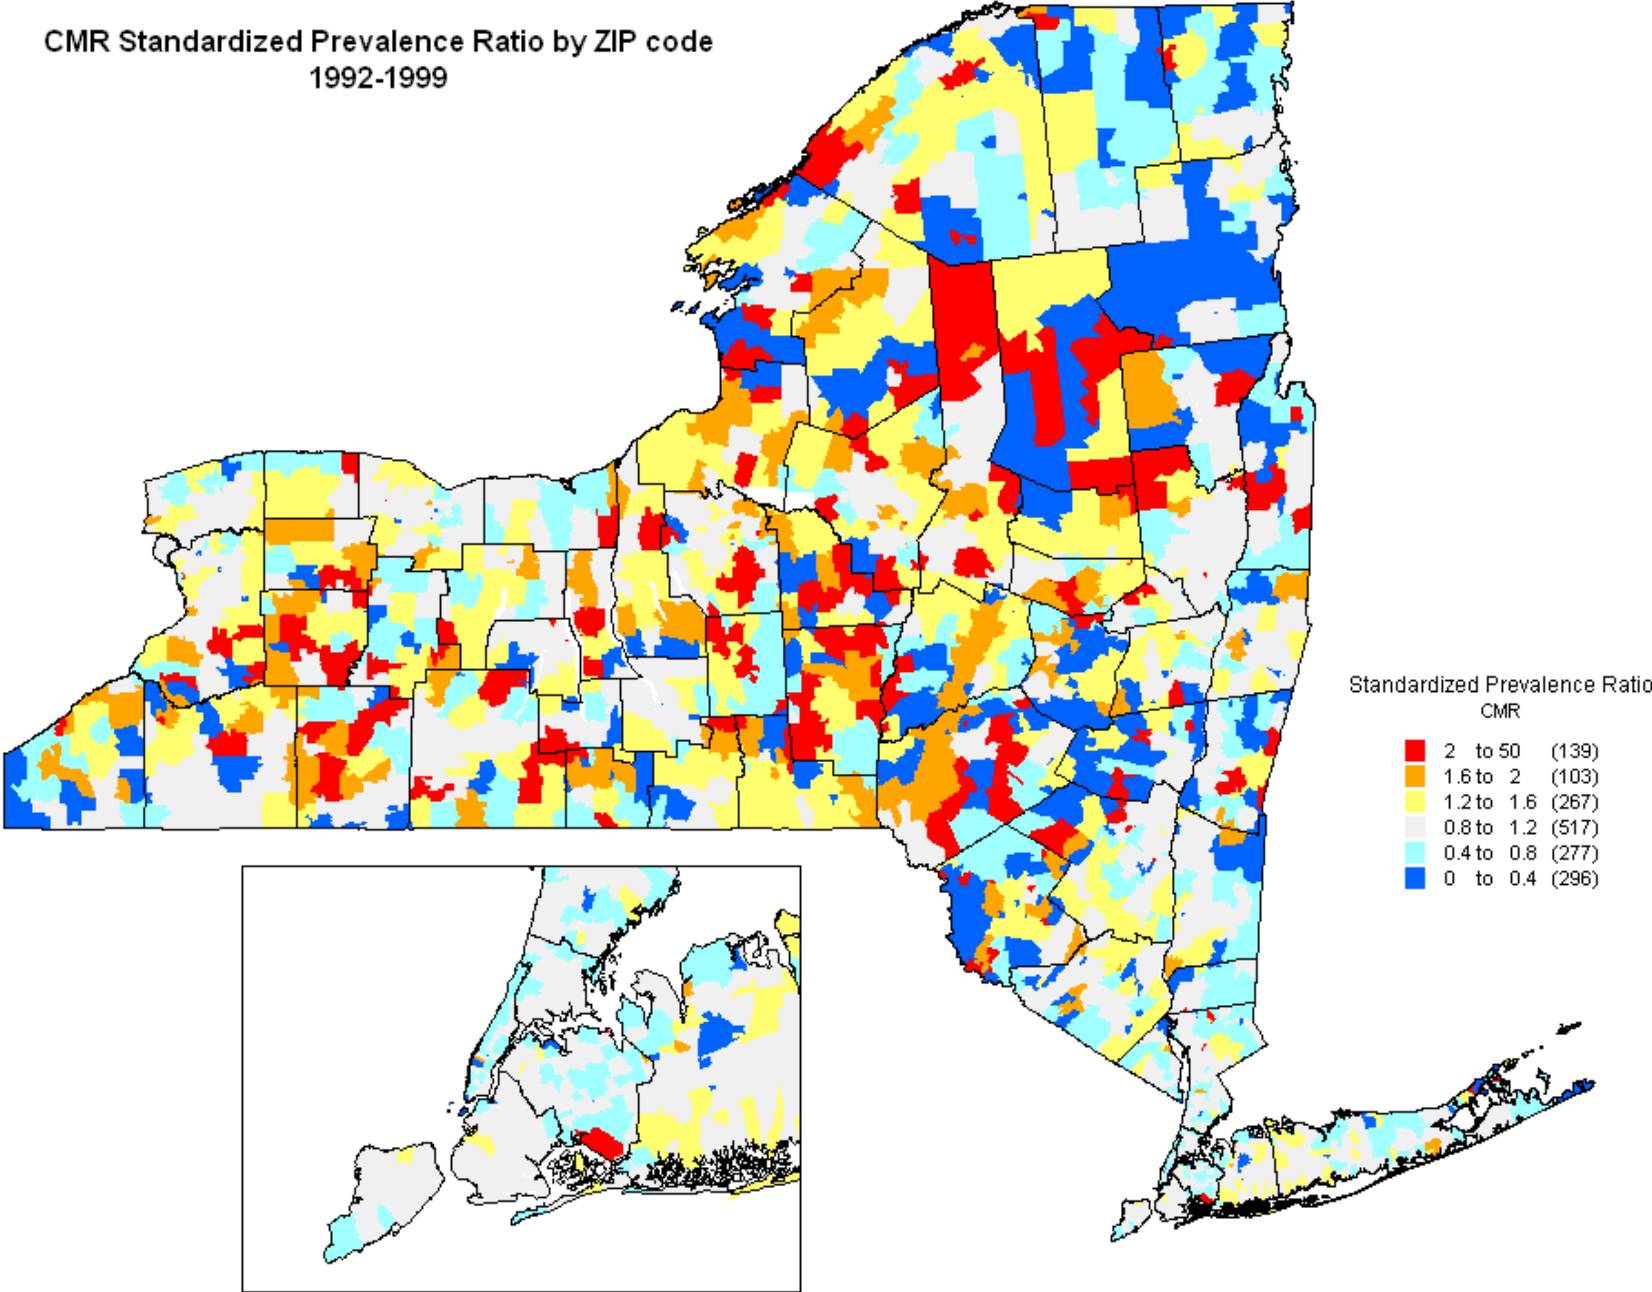 CMR Standardized Prevalence Ratio by ZIP code
1992-1999
Standardized Prevalence Ratio
CMR
2 to 50 (139)
1.6 to 2 (103)
1.2 to 1.6 (267)
0.8 to 1.2 (517)
0.4 to 0.8 (277)
0 to 0.4 (296)